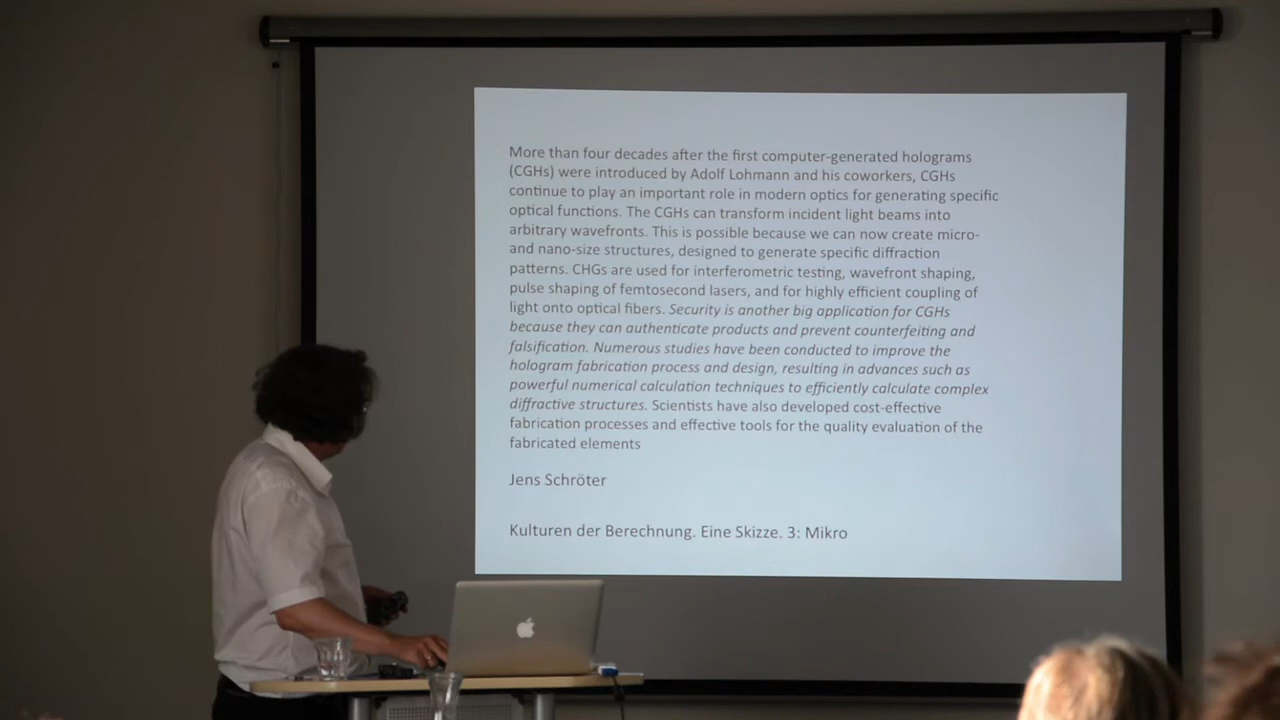 More than four decades after the first computer-generated holograms
(CGHs) were introduced by Adolf Lohmann and his coworkers, CGHs
continue to play an important role in modern optics for generating specific
optical functions. The CGHs can transform incident light beams into
arbitrary wavefronts. This is possible because we can now create micro-
and nano-size structures, designed to generate specific diffraction
patterns. CHGs are used for interferometric testing, wavefront shaping,
pulse shaping of femtosecond lasers, and for highly efficient coupling of
light onto optical fibers. Security is another big application for CGHs
because they can authenticate products and prevent counterfeiting and
falsification. Numerous studies have been conducted to improve the
hologram fabrication process and design, resulting in advances such as
powerful numerical calculation techniques to efficiently calculate complex
diffractive structures. Scientists have also developed cost-effective
fabrication processes and effective tools for the quality evaluation of the
fabricated elements
Jens Schröter
Kulturen der Berechnung. Eine Skizze. 3: Mikro